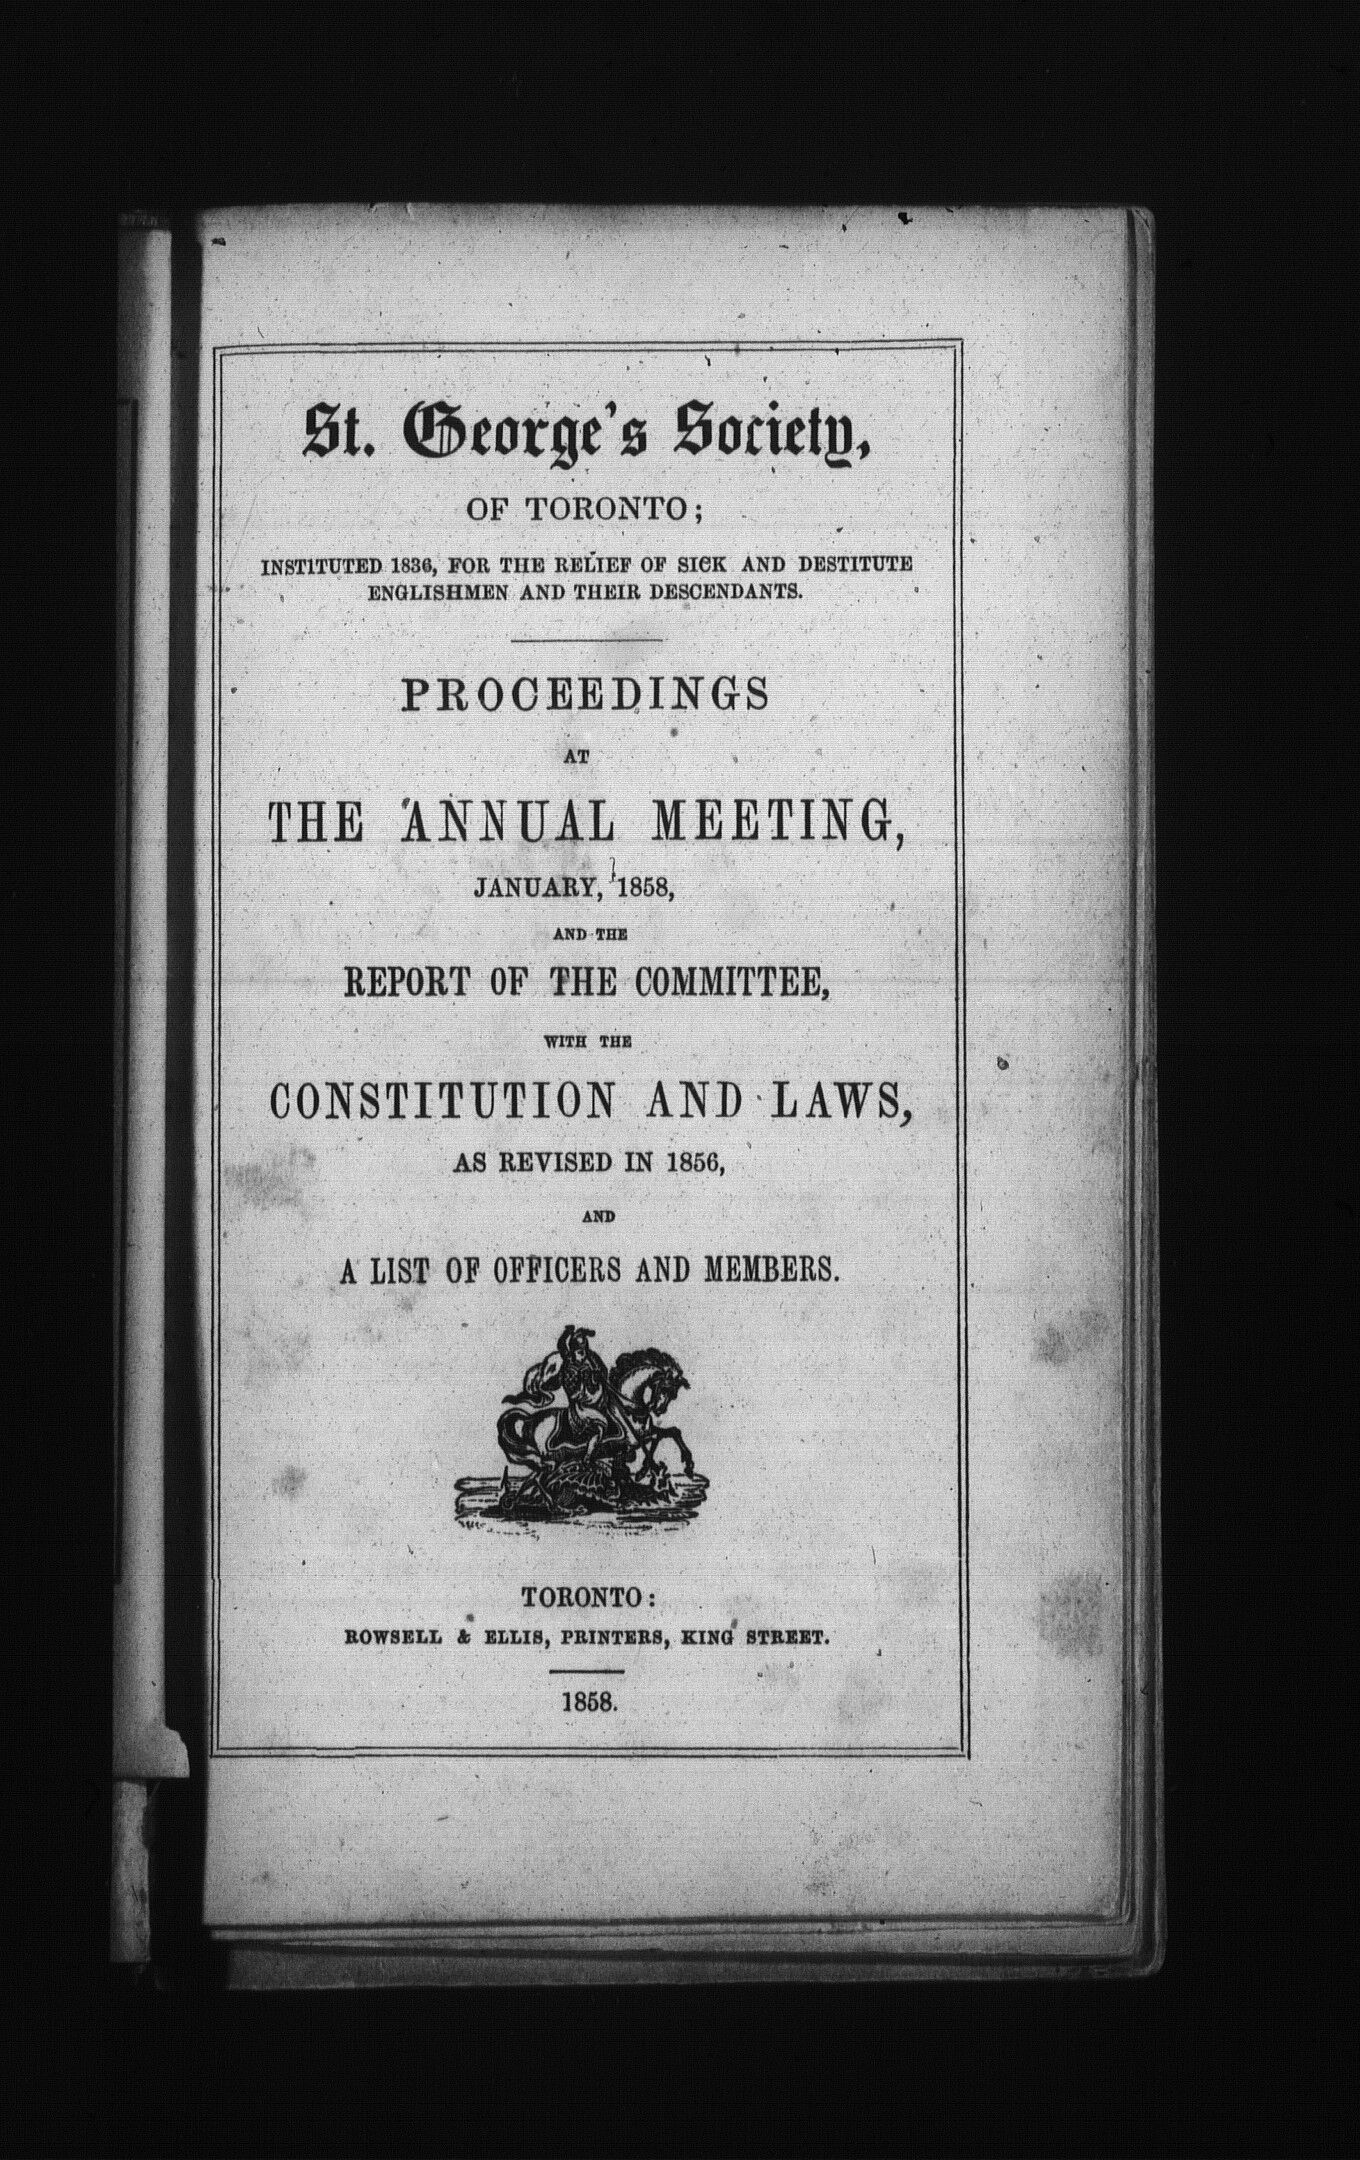 St. George's Society,
OF TORONTO;
INSTITUTED 1836, FOR THE RELIEF OF SICK AND DESTITUTE
ENGLISHMEN AND THEIR DESCENDANTS.
PROCEEDINGS
AT
THE ANNUAL MEETING,
JANUARY, 1858,
AND THE
REPORT OF THE COMMITTEE,
WITH THE
CONSTITUTION AND LAWS,
AS REVISED IN 1856,
AND
A LIST OF OFFICERS AND MEMBERS.
TORONTO:
ROWSELL & ELLIS, PRINTERS, KING STREET.
1858.